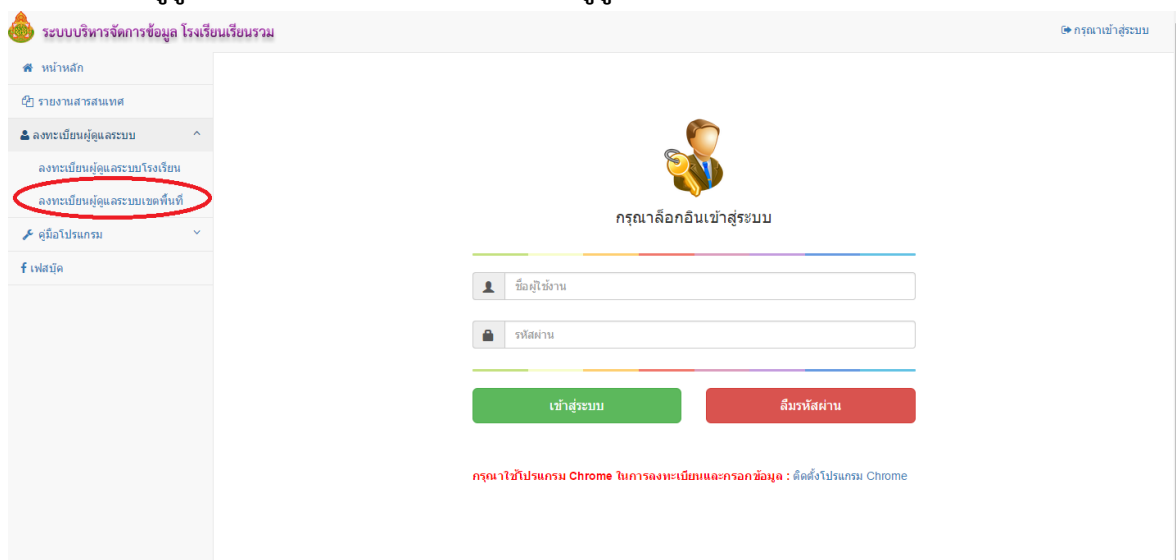 ระบบบริหารจัดการข้อมูล โรงเรียนเรียนรวม
กรุณาเข้าสู่ระบบ
หน้าหลัก
รายงานสารสนเทศ
ลงทะเบียนผู้ดูแลระบบ
ลงทะเบียนผู้ดูแลระบบโรงเรียน
ลงทะเบียนผู้ดูแลระบบเขตพื้นที่
คู่มือโปรแกรม
เฟสบุ๊ค
กรุณาล็อกอินเข้าสู่ระบบ
ชื่อผู้ใช้งาน
รหัสผ่าน
เข้าสู่ระบบ
ลืมรหัสผ่าน
กรุณาใช้โปรแกรม Chrome ในการลงทะเบียนและกรอกข้อมูล : ติดตั้งโปรแกรม Chrome